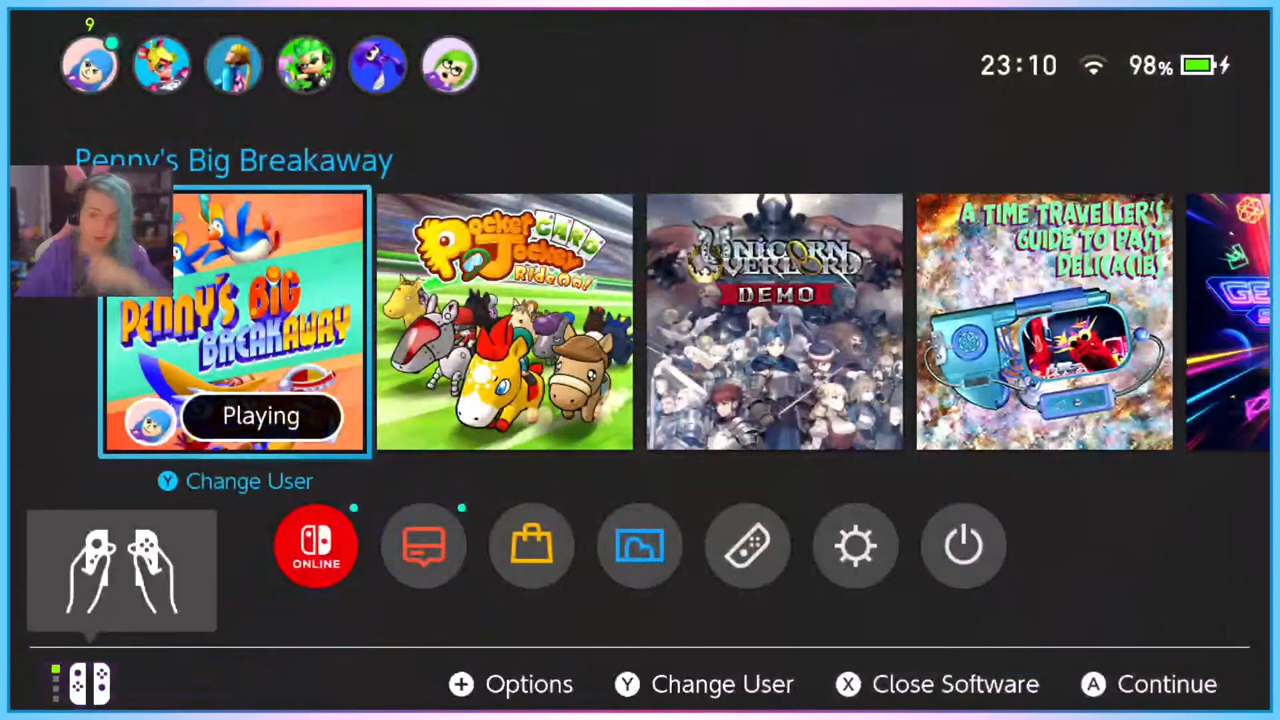 9
23:10
98%
Penny's Big Breakaway
PENNY'S BIG
BREAKAWAY
Playing
Pocket
CARD
Jockey
Ride On!
UNICORN
OVERLORD
DEMO
A TIME TRAVELLER'S
GUIDE TO PAST
DELICACIES
GE
Y Change User
ONLINE
+ Options
Y Change User
X Close Software
A Continue